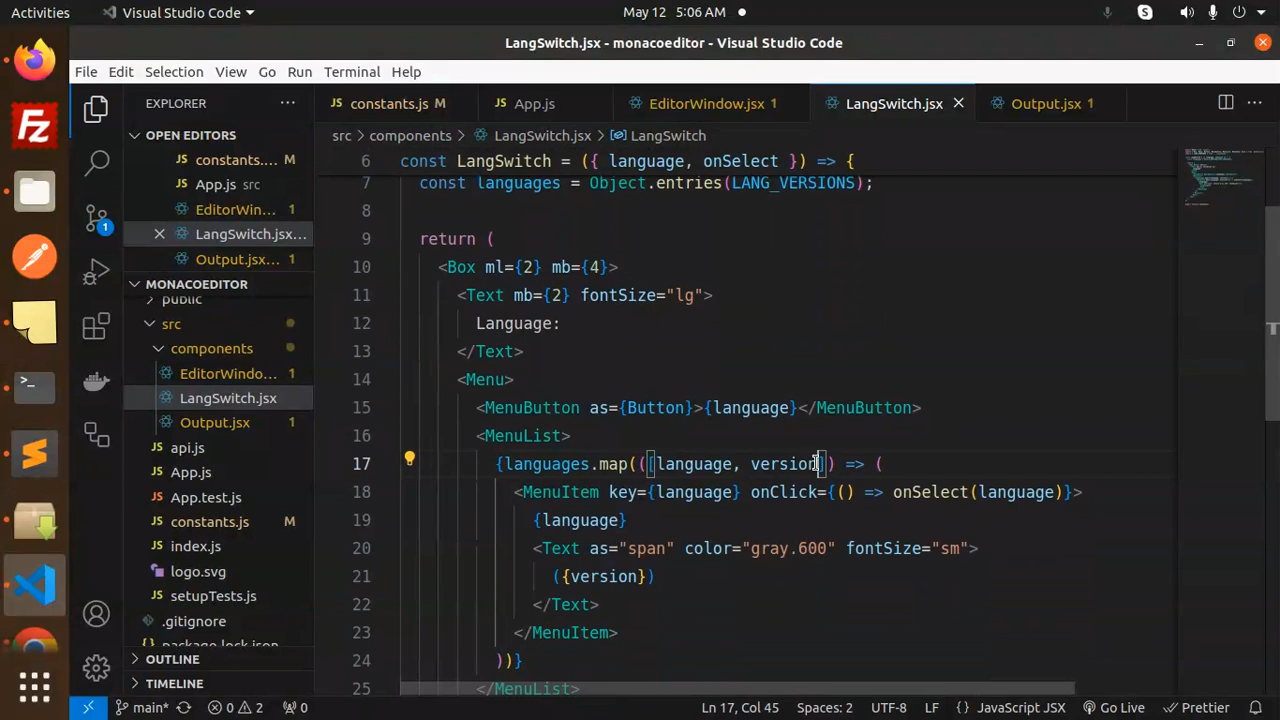 Activities
Visual Studio Code
May 12 5:06 AM
LangSwitch.jsx - monacoeditor - Visual Studio Code
File Edit Selection View Go Run Terminal Help
EXPLORER
constants.js M
App.js
EditorWindow.jsx 1
LangSwitch.jsx
Output.jsx 1
OPEN EDITORS
constants.... M
App.js src
EditorWin... 1
LangSwitch.jsx...
Output.jsx... 1
MONACOEDITOR
public
src
components
EditorWindo... 1
LangSwitch.jsx
Output.jsx 1
api.js
App.js
App.test.js
constants.js M
index.js
logo.svg
setupTests.js
.gitignore
package-lock.json
OUTLINE
TIMELINE
src > components > LangSwitch.jsx > LangSwitch
6 const LangSwitch = ({ language, onSelect }) => {
7 const languages = Object.entries(LANG_VERSIONS);
8
9 return (
10 <Box ml={2} mb={4}>
11 <Text mb={2} fontSize="lg">
12 Language:
13 </Text>
14 <Menu>
15 <MenuButton as={Button}>{language}</MenuButton>
16 <MenuList>
17 {languages.map(([language, version]) => (
18 <MenuItem key={language} onClick={() => onSelect(language)}>
19 {language}
20 <Text as="span" color="gray.600" fontSize="sm">
21 ({version})
22 </Text>
23 </MenuItem>
24 ))}
25 </MenuList>
main* 0 2 0
Ln 17, Col 45 Spaces: 2 UTF-8 LF {} JavaScript JSX Go Live Prettier